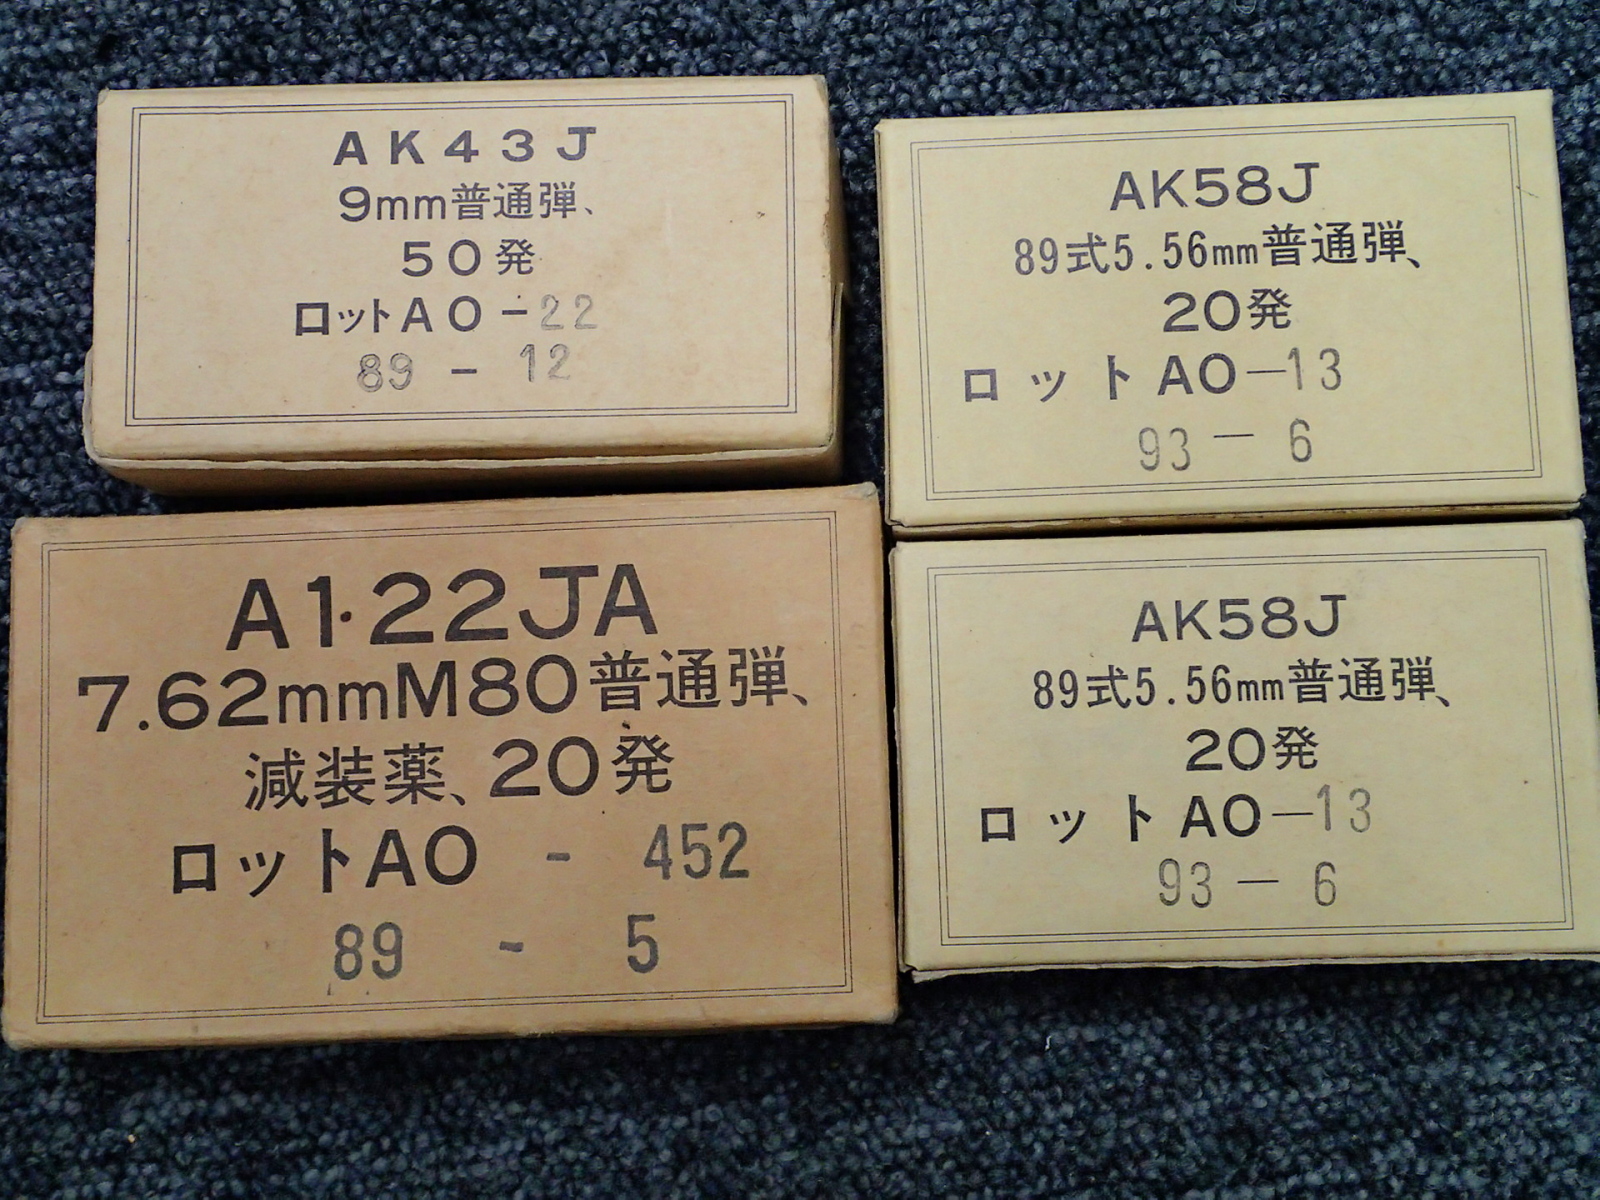 AK43J
9mm普通弾、
50発
ロットAO-22
89-12
AK58J
89式5.56mm普通弾、
20発
ロットAO-13
93-6
A1・22JA
7.62mmM80普通弾、
減装薬、20発
ロットAO-452
89-5
AK58J
89式5.56mm普通弾、
20発
ロットAO-13
93-6